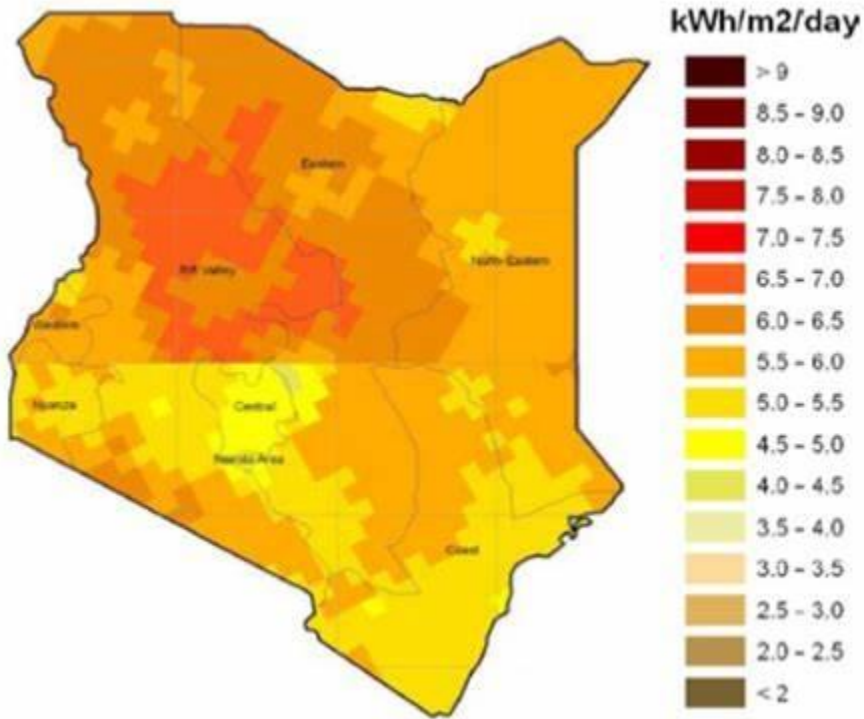 kWh/m2/day
> 9
8.5 – 9.0
8.0 – 8.5
7.5 – 8.0
7.0 – 7.5
6.5 – 7.0
6.0 – 6.5
5.5 – 6.0
5.0 – 5.5
4.5 – 5.0
4.0 – 4.5
3.5 – 4.0
3.0 – 3.5
2.5 – 3.0
2.0 – 2.5
< 2
Eastern
Rift Valley
North-Eastern
Western
Nyanza
Central
Nairobi Area
Coast